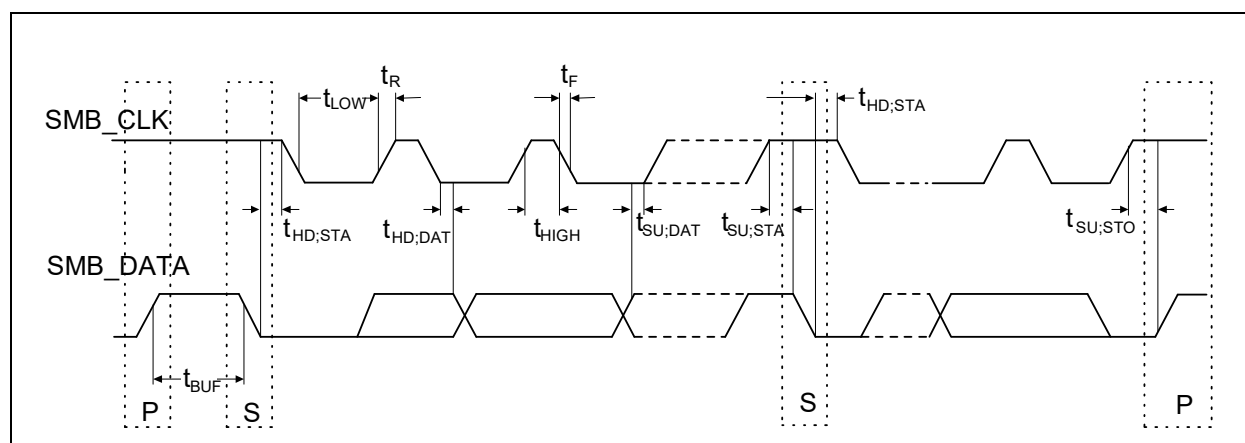 tR
tF
tLOW
tHD;STA
SMB_CLK
tHD;STA
tHD;DAT
tHIGH
tSU;DAT
tSU;STA
tSU;STO
SMB_DATA
tBUF
P
S
S
P